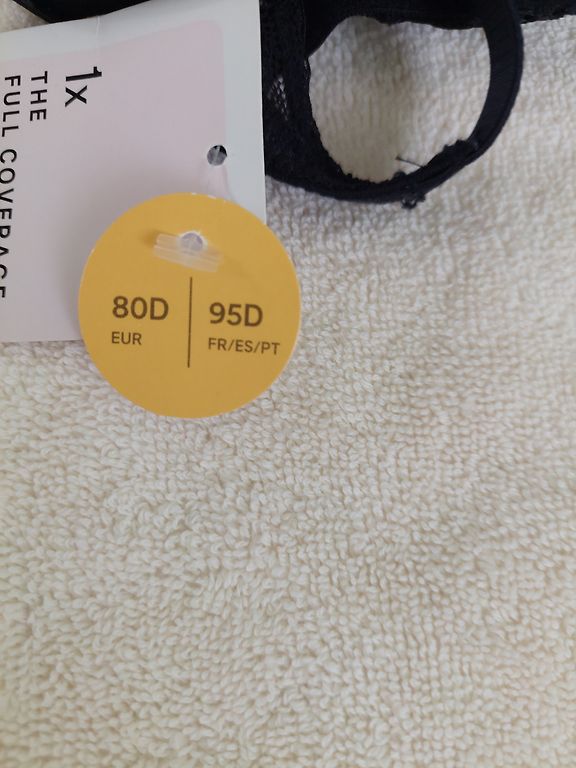 1x
THE
FULL COVERAGE
80D
EUR
95D
FR/ES/PT